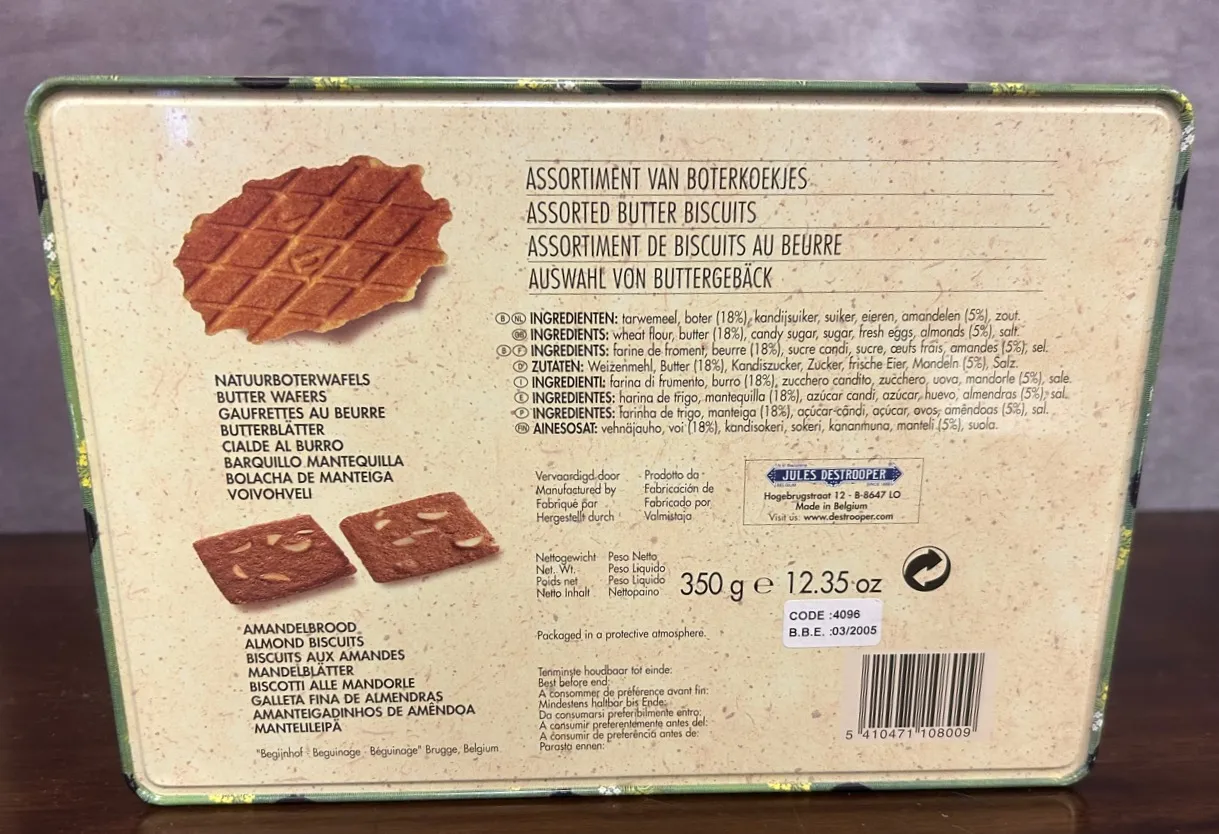 ASSORTIMENT VAN BOTERKOEKJES
ASSORTED BUTTER BISCUITS
ASSORTIMENT DE BISCUITS AU BEURRE
AUSWAHL VON BUTTERGEBÄCK
B NL INGREDIENTEN: tarwemeel, boter (18%), kandijsuiker, suiker, eieren, amandelen (5%), zout.
GB INGREDIENTS: wheat flour, butter (18%), candy sugar, sugar, fresh eggs, almonds (5%), salt.
B F INGREDIENTS: farine de froment, beurre (18%), sucre candi, sucre, œufs frais, amandes (5%), sel.
D ZUTATEN: Weizenmehl, Butter (18%), Kandiszucker, Zucker, frische Eier, Mandeln (5%), Salz.
I INGREDIENTI: farina di frumento, burro (18%), zucchero candito, zucchero, uova, mandorle (5%), sale.
E INGREDIENTES: harina de trigo, mantequilla (18%), azúcar candi, azúcar, huevo, almendras (5%), sal.
P INGREDIENTES: farinha de trigo, manteiga (18%), açúcar-cândi, açúcar, ovos, amêndoas (5%), sal.
FIN AINESOSAT: vehnäjauho, voi (18%), kandisokeri, sokeri, kananmuna, manteli (5%), suola.
NATUURBOTERWAFELS
BUTTER WAFERS
GAUFRETTES AU BEURRE
BUTTERBLÄTTER
CIALDE AL BURRO
BARQUILLO MANTEQUILLA
BOLACHA DE MANTEIGA
VOIVOHVELI
AMANDELBROOD
ALMOND BISCUITS
BISCUITS AUX AMANDES
MANDELBLÄTTER
BISCOTTI ALLE MANDORLE
GALLETA FINA DE ALMENDRAS
AMANTEIGADINHOS DE AMÊNDOA
MANTELILEIPÄ
"Begijnhof - Beguinage - Béguinage" Brugge, Belgium
Vervaardigd door
Manufactured by
Fabriqué par
Hergestellt durch
Prodotto da
Fabricación de
Fabricado por
Valmistaja
JULES DESTROOPER
Hogebrugstraat 12 - B-8647 LO
Made in Belgium
Visit us: www.destrooper.com
Nettogewicht
Net. Wt.
Poids net
Netto Inhalt
Peso Netto
Peso Liquido
Peso Liquido
Nettopaino
350 g e 12.35 oz
CODE :4096
B.B.E. :03/2005
Packaged in a protective atmosphere.
Tenminste houdbaar tot einde:
Best before end:
A consommer de préférence avant fin:
Mindestens haltbar bis Ende:
Da consumarsi preferibilmente entro:
A consumir preferentemente antes del:
A consumir de preferência antes de:
Parasta ennen:
5 410471 108009